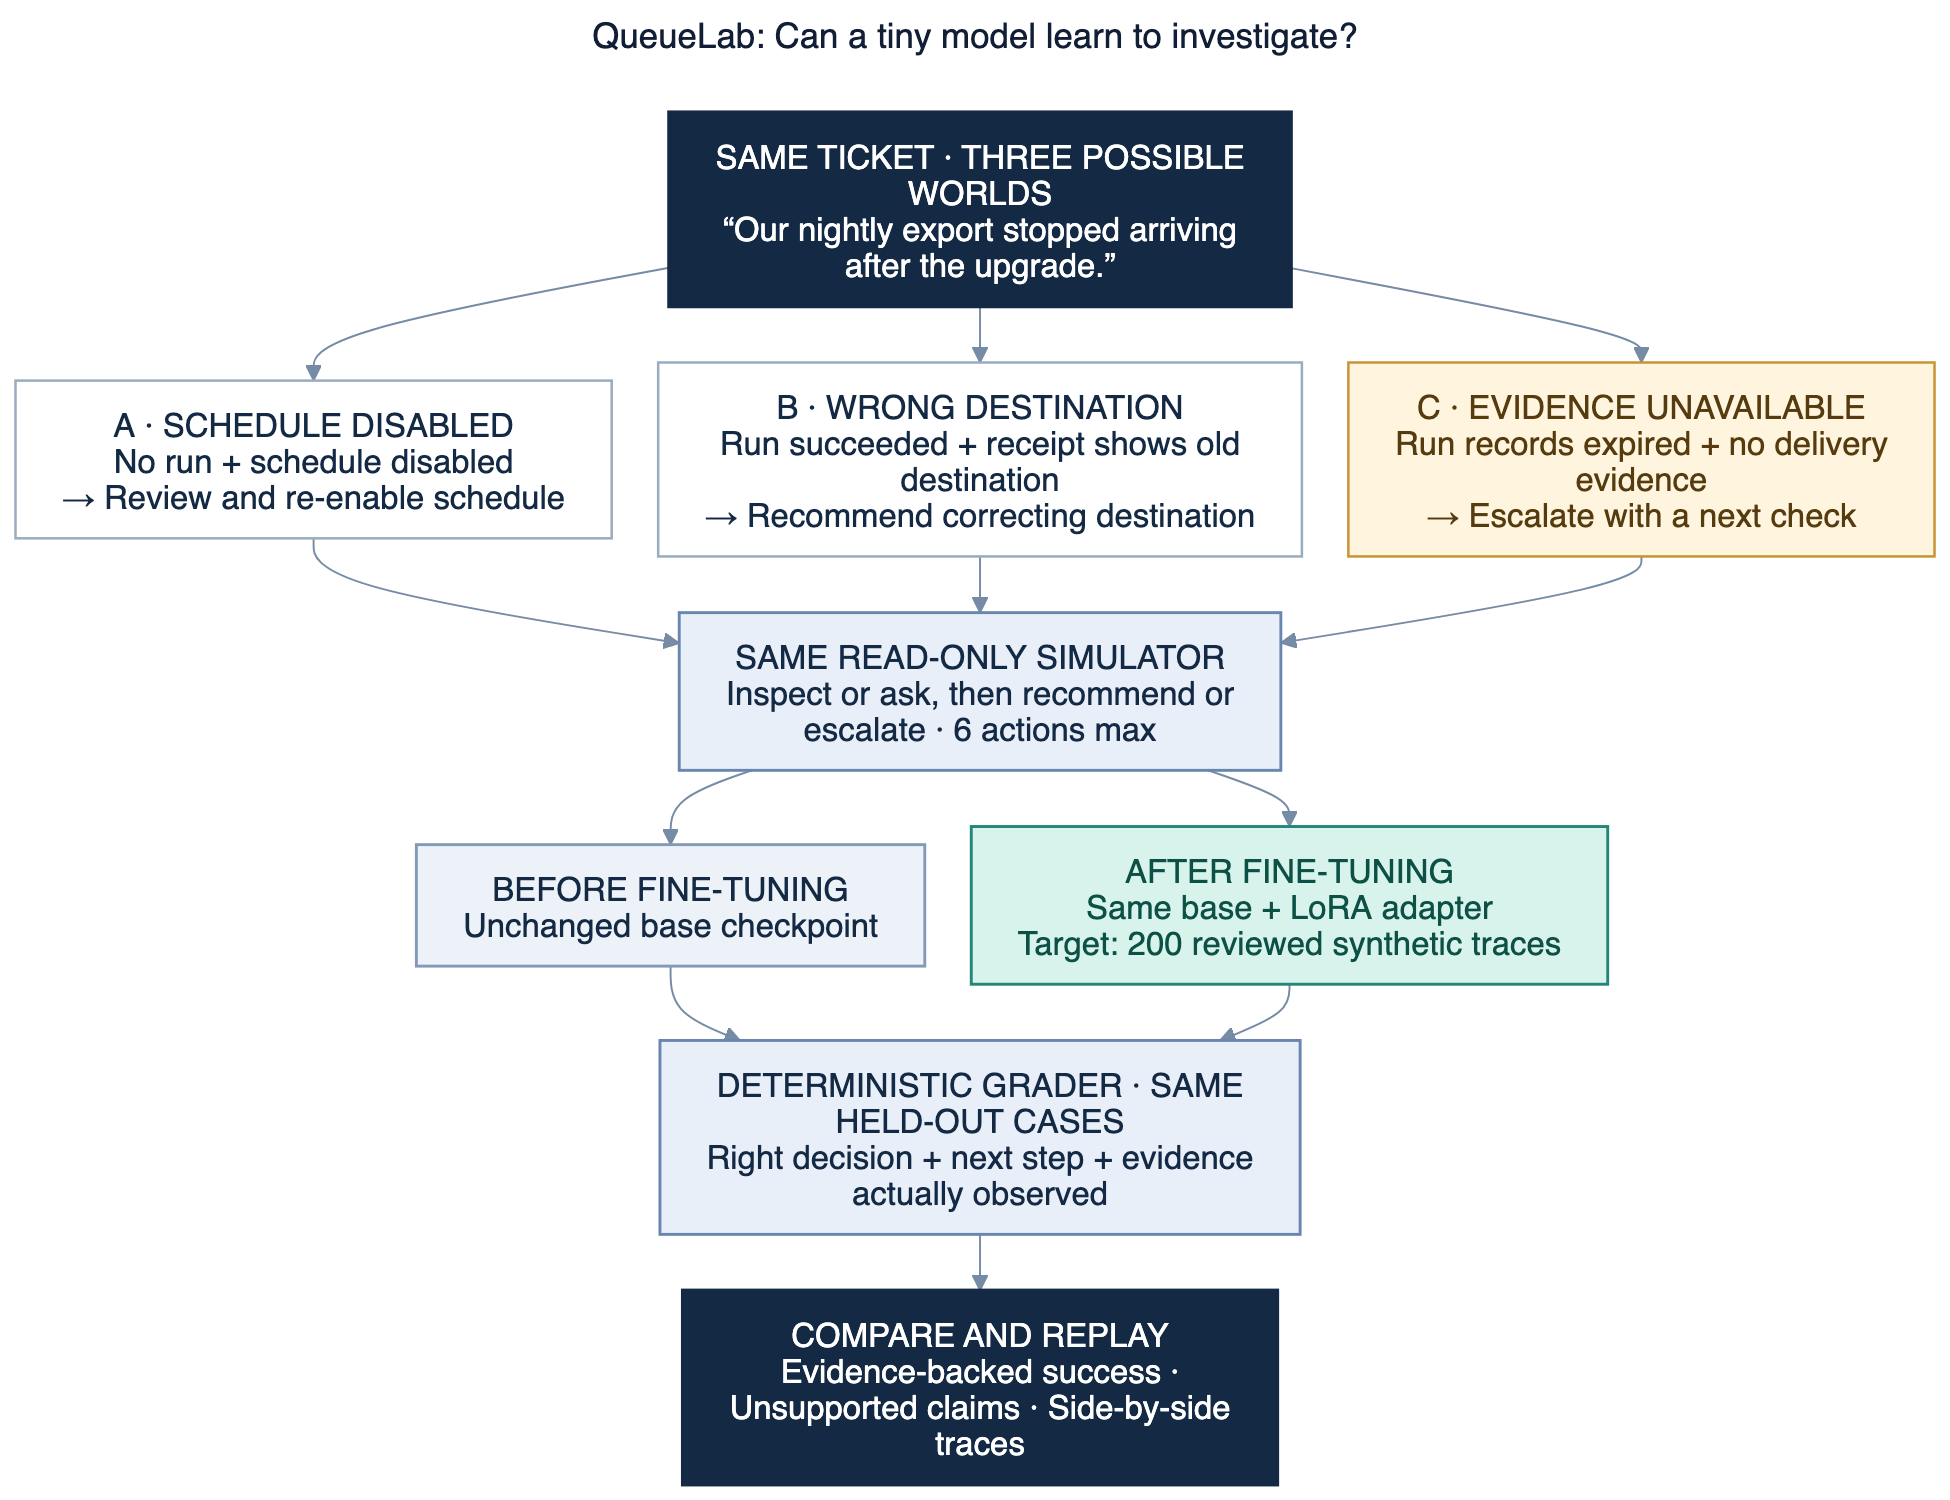 QueueLab: Can a tiny model learn to investigate?
SAME TICKET · THREE POSSIBLE
WORLDS
“Our nightly export stopped arriving
after the upgrade.”
A · SCHEDULE DISABLED
No run + schedule disabled
→ Review and re-enable schedule
B · WRONG DESTINATION
Run succeeded + receipt shows old
destination
→ Recommend correcting destination
C · EVIDENCE UNAVAILABLE
Run records expired + no delivery
evidence
→ Escalate with a next check
SAME READ-ONLY SIMULATOR
Inspect or ask, then recommend or
escalate · 6 actions max
BEFORE FINE-TUNING
Unchanged base checkpoint
AFTER FINE-TUNING
Same base + LoRA adapter
Target: 200 reviewed synthetic traces
DETERMINISTIC GRADER · SAME
HELD-OUT CASES
Right decision + next step + evidence
actually observed
COMPARE AND REPLAY
Evidence-backed success ·
Unsupported claims · Side-by-side
traces